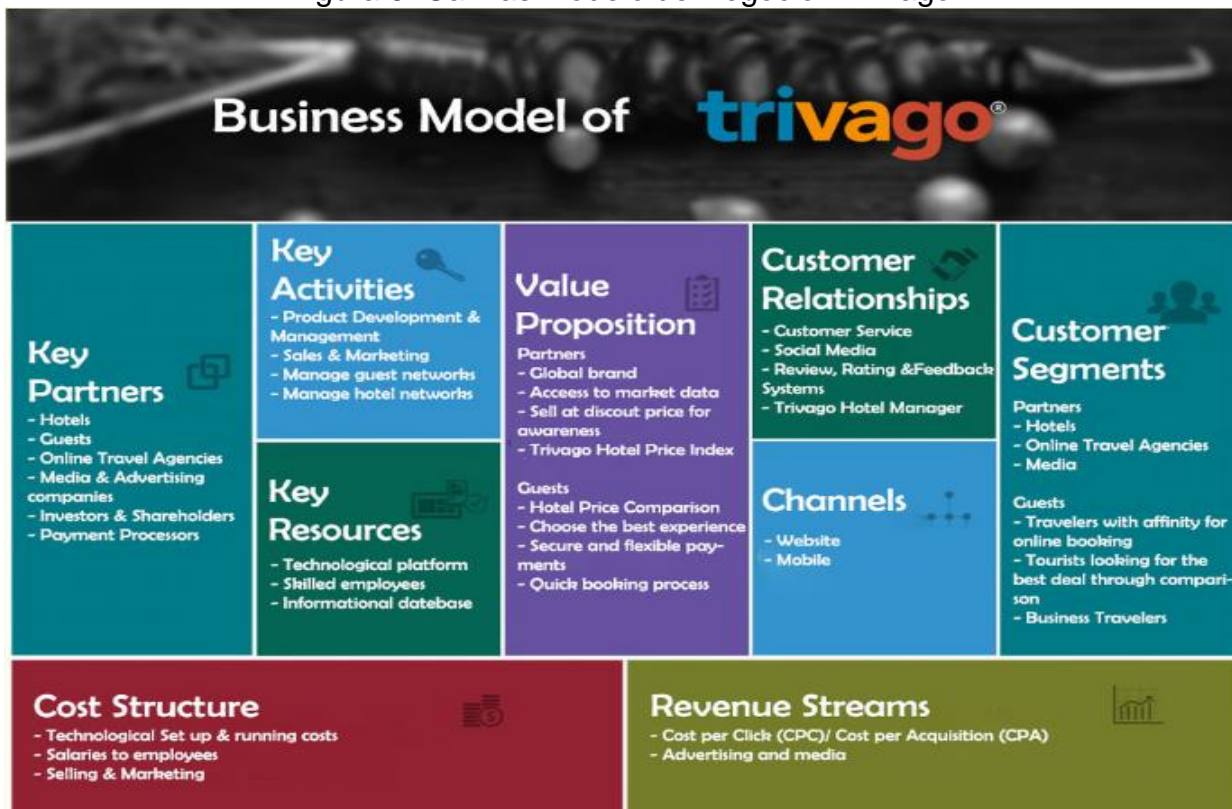 Business Model of trivago®
Key
Partners
- Hotels
- Guests
- Online Travel Agencies
- Media & Advertising
companies
- Investors & Shareholders
- Payment Processors
Key
Activities
- Product Development &
Management
- Sales & Marketing
- Manage guest networks
- Manage hotel networks
Key
Resources
- Technological platform
- Skilled employees
- Informational datebase
Value
Proposition
Partners
- Global brand
- Acceess to market data
- Sell at discout price for
awareness
- Trivago Hotel Price Index
Guests
- Hotel Price Comparison
- Choose the best experience
- Secure and flexible pay-
ments
- Quick booking process
Customer
Relationships
- Customer Service
- Social Media
- Review, Rating &Feedback
Systems
- Trivago Hotel Manager
Channels
- Website
- Mobile
Customer
Segments
Partners
- Hotels
- Online Travel Agencies
- Media
Guests
- Travelers with affinity for
online booking
- Tourists looking for the
best deal through compari-
son
- Business Travelers
Cost Structure
- Technological Set up & running costs
- Salaries to employees
- Selling & Marketing
Revenue Streams
- Cost per Click (CPC)/ Cost per Acquisition (CPA)
- Advertising and media